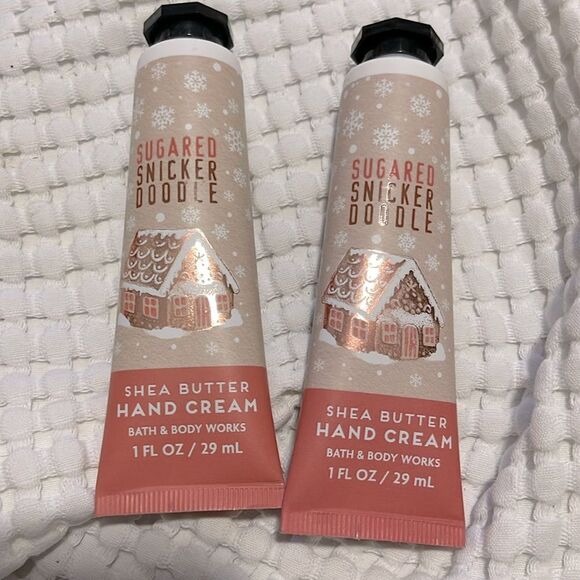 SUGARED
SNICKER
DOODLE
SHEA BUTTER
HAND CREAM
BATH & BODY WORKS
1 FL OZ / 29 mL
SUGARED
SNICKER
DOODLE
SHEA BUTTER
HAND CREAM
BATH & BODY WORKS
1 FL OZ / 29 mL